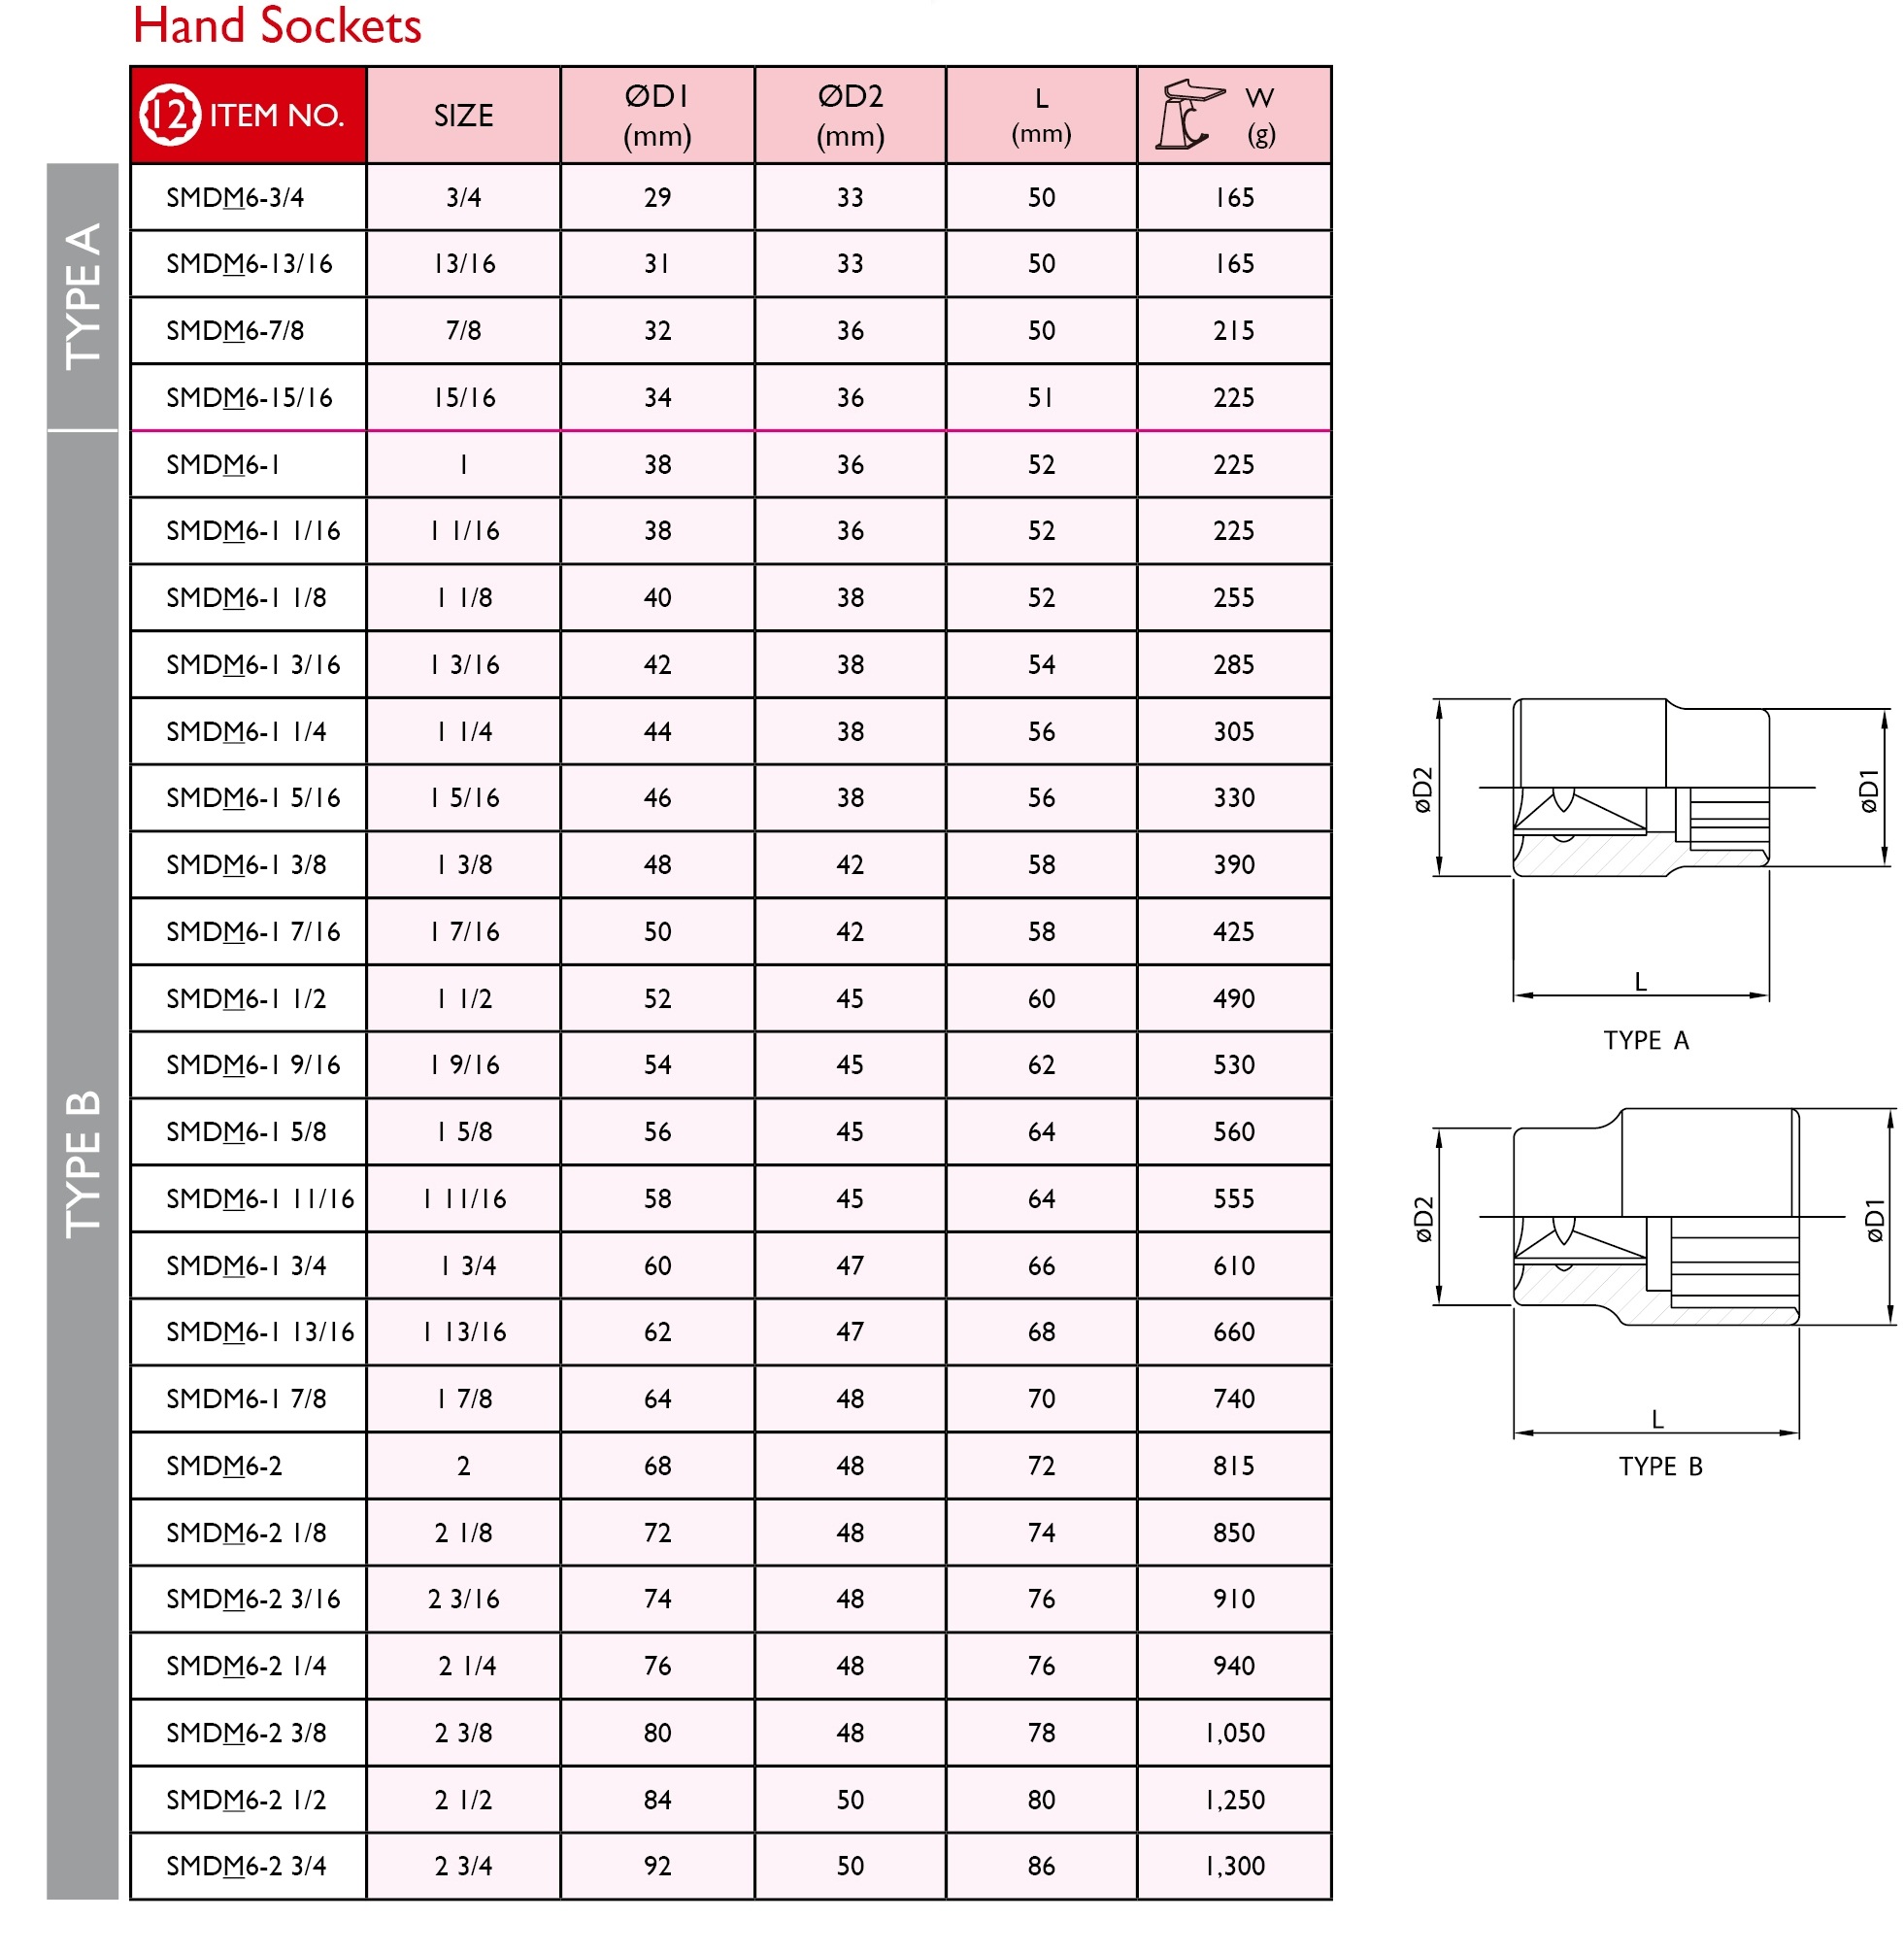 Hand Sockets
12 ITEM NO. SIZE ØD1 (mm) ØD2 (mm) L (mm) W (g)
TYPE A
SMDM6-3/4 3/4 29 33 50 165
SMDM6-13/16 13/16 31 33 50 165
SMDM6-7/8 7/8 32 36 50 215
SMDM6-15/16 15/16 34 36 51 225
TYPE B
SMDM6-1 1 38 36 52 225
SMDM6-1 1/16 1 1/16 38 36 52 225
SMDM6-1 1/8 1 1/8 40 38 52 255
SMDM6-1 3/16 1 3/16 42 38 54 285
SMDM6-1 1/4 1 1/4 44 38 56 305
SMDM6-1 5/16 1 5/16 46 38 56 330
SMDM6-1 3/8 1 3/8 48 42 58 390
SMDM6-1 7/16 1 7/16 50 42 58 425
SMDM6-1 1/2 1 1/2 52 45 60 490
SMDM6-1 9/16 1 9/16 54 45 62 530
SMDM6-1 5/8 1 5/8 56 45 64 560
SMDM6-1 11/16 1 11/16 58 45 64 555
SMDM6-1 3/4 1 3/4 60 47 66 610
SMDM6-1 13/16 1 13/16 62 47 68 660
SMDM6-1 7/8 1 7/8 64 48 70 740
SMDM6-2 2 68 48 72 815
SMDM6-2 1/8 2 1/8 72 48 74 850
SMDM6-2 3/16 2 3/16 74 48 76 910
SMDM6-2 1/4 2 1/4 76 48 76 940
SMDM6-2 3/8 2 3/8 80 48 78 1,050
SMDM6-2 1/2 2 1/2 84 50 80 1,250
SMDM6-2 3/4 2 3/4 92 50 86 1,300
øD2
øD1
L
TYPE A
øD2
øD1
L
TYPE B